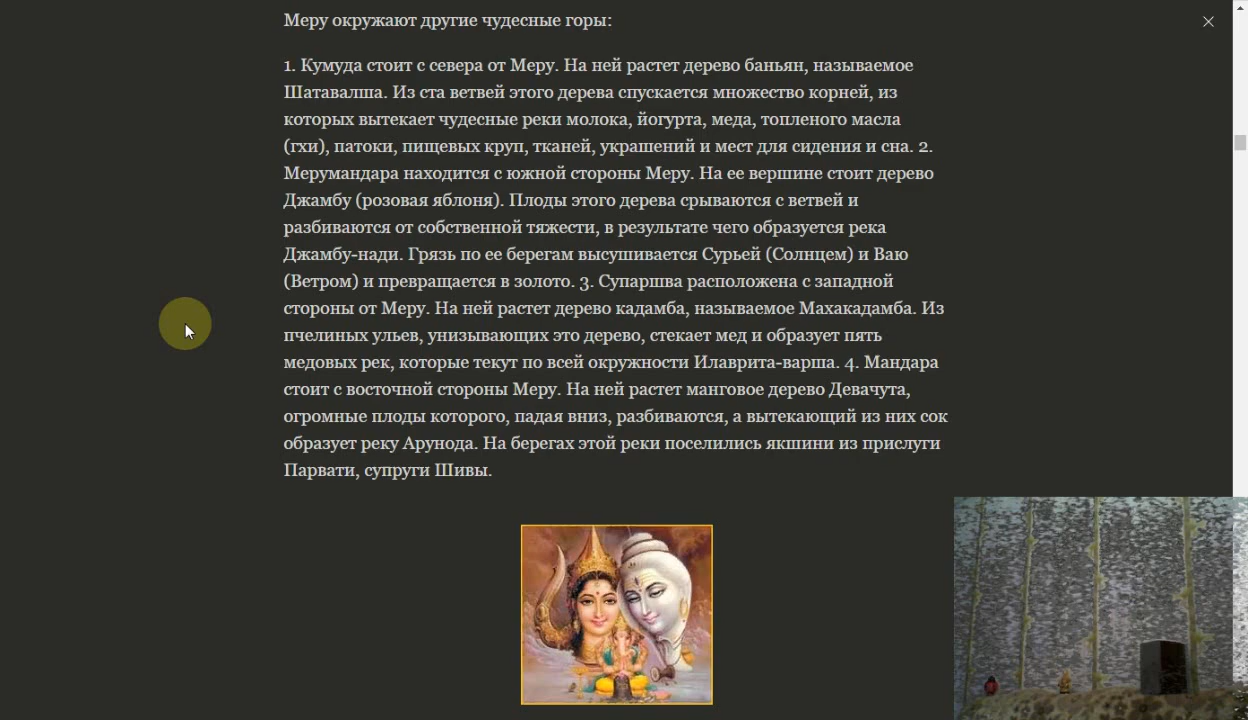 Меру окружают другие чудесные горы:
1. Кумуда стоит с севера от Меру. На ней растет дерево баньян, называемое
Шатавалша. Из ста ветвей этого дерева спускается множество корней, из
которых вытекает чудесные реки молока, йогурта, меда, топленого масла
(гхи), патоки, пищевых круп, тканей, украшений и мест для сидения и сна. 2.
Мерумандара находится с южной стороны Меру. На ее вершине стоит дерево
Джамбу (розовая яблоня). Плоды этого дерева срываются с ветвей и
разбиваются от собственной тяжести, в результате чего образуется река
Джамбу-нади. Грязь по ее берегам высушивается Сурьей (Солнцем) и Ваю
(Ветром) и превращается в золото. 3. Супаршва расположена с западной
стороны от Меру. На ней растет дерево кадамба, называемое Махакадамба. Из
пчелиных ульев, унизывающих это дерево, стекает мед и образует пять
медовых рек, которые текут по всей окружности Илаврита-варша. 4. Мандара
стоит с восточной стороны Меру. На ней растет манговое дерево Девачута,
огромные плоды которого, падая вниз, разбиваются, а вытекающий из них сок
образует реку Арунода. На берегах этой реки поселились якшини из прислуги
Парвати, супруги Шивы.